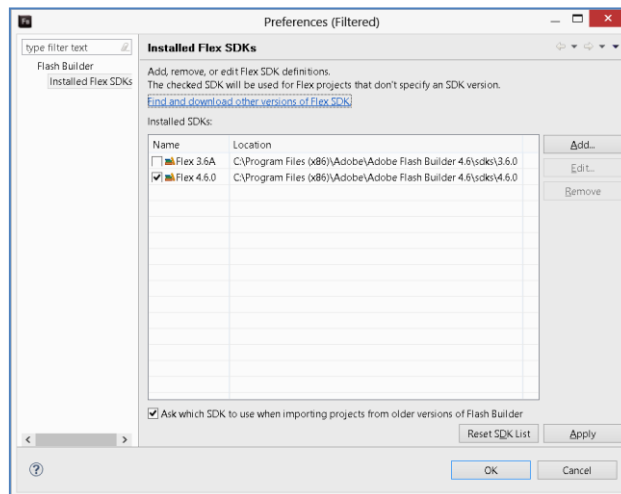 Fb
Preferences (Filtered)
type filter text
Flash Builder
Installed Flex SDKs
Installed Flex SDKs
Add, remove, or edit Flex SDK definitions.
The checked SDK will be used for Flex projects that don't specify an SDK version.
Find and download other versions of Flex SDK.
Installed SDKs:
Name Location
Flex 3.6A C:\Program Files (x86)\Adobe\Adobe Flash Builder 4.6\sdks\3.6.0
Flex 4.6.0 C:\Program Files (x86)\Adobe\Adobe Flash Builder 4.6\sdks\4.6.0
Add...
Edit...
Remove
Ask which SDK to use when importing projects from older versions of Flash Builder
Reset SDK List Apply
? OK Cancel